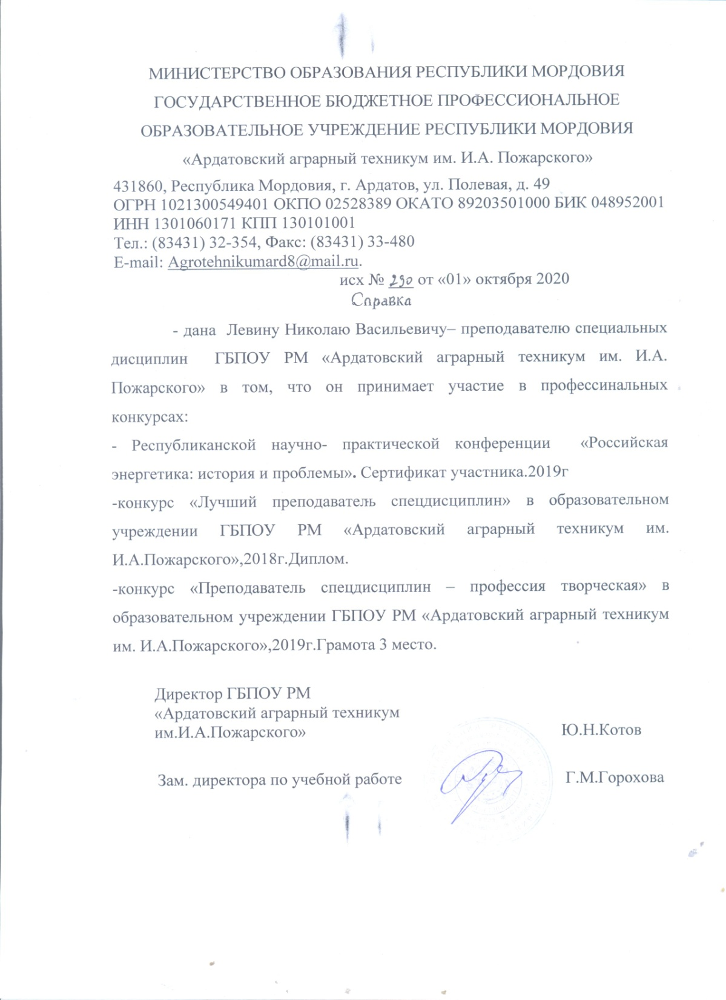 МИНИСТЕРСТВО ОБРАЗОВАНИЯ РЕСПУБЛИКИ МОРДОВИЯ
ГОСУДАРСТВЕННОЕ БЮДЖЕТНОЕ ПРОФЕССИОНАЛЬНОЕ
ОБРАЗОВАТЕЛЬНОЕ УЧРЕЖДЕНИЕ РЕСПУБЛИКИ МОРДОВИЯ
«Ардатовский аграрный техникум им. И.А. Пожарского»
431860, Республика Мордовия, г. Ардатов, ул. Полевая, д. 49
ОГРН 1021300549401 ОКПО 02528389 ОКАТО 89203501000 БИК 048952001
ИНН 1301060171 КПП 130101001
Тел.: (83431) 32-354, Факс: (83431) 33-480
E-mail: Agrotehnikumard8@mail.ru.
исх № 290 от «01» октября 2020
Справка
- дана Левину Николаю Васильевичу– преподавателю специальных
дисциплин ГБПОУ РМ «Ардатовский аграрный техникум им. И.А.
Пожарского» в том, что он принимает участие в профессинальных
конкурсах:
- Республиканской научно- практической конференции «Российская
энергетика: история и проблемы». Сертификат участника.2019г
-конкурс «Лучший преподаватель спецдисциплин» в образовательном
учреждении ГБПОУ РМ «Ардатовский аграрный техникум им.
И.А.Пожарского»,2018г.Диплом.
-конкурс «Преподаватель спецдисциплин – профессия творческая» в
образовательном учреждении ГБПОУ РМ «Ардатовский аграрный техникум
им. И.А.Пожарского»,2019г.Грамота 3 место.
Директор ГБПОУ РМ
«Ардатовский аграрный техникум
им.И.А.Пожарского» Ю.Н.Котов
Зам. директора по учебной работе Г.М.Горохова